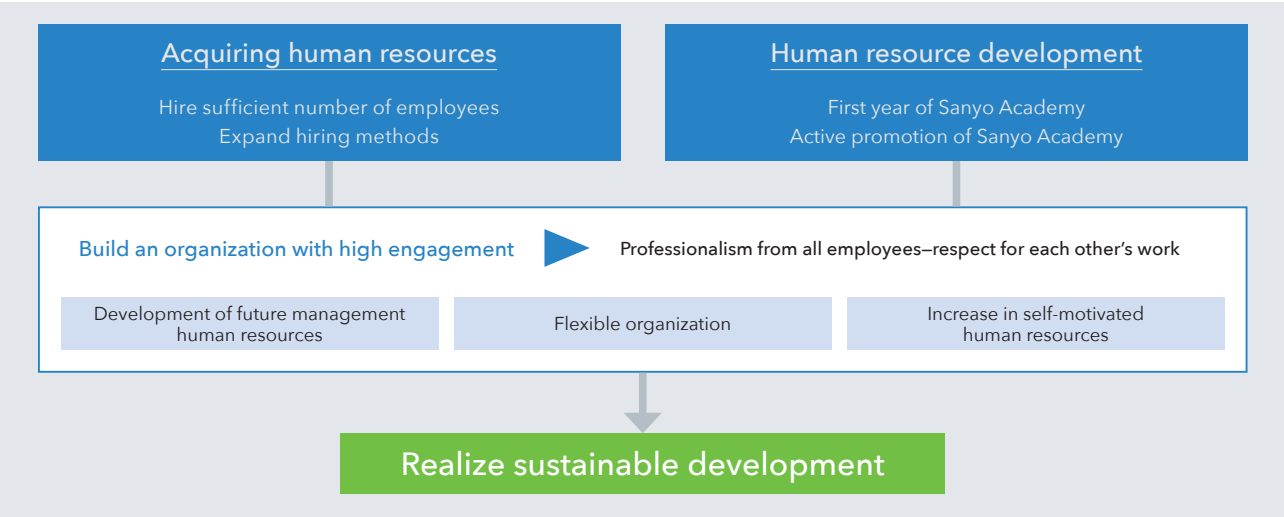 Acquiring human resources
Hire sufficient number of employees
Expand hiring methods
Human resource development
First year of Sanyo Academy
Active promotion of Sanyo Academy
Build an organization with high engagement
Professionalism from all employees—respect for each other’s work
Development of future management
human resources
Flexible organization
Increase in self-motivated
human resources
Realize sustainable development